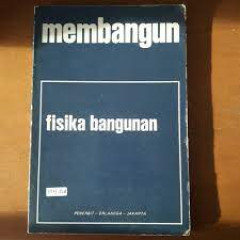 membangun
fisika bangunan
PENERBIT - ERLANGGA - JAKARTA